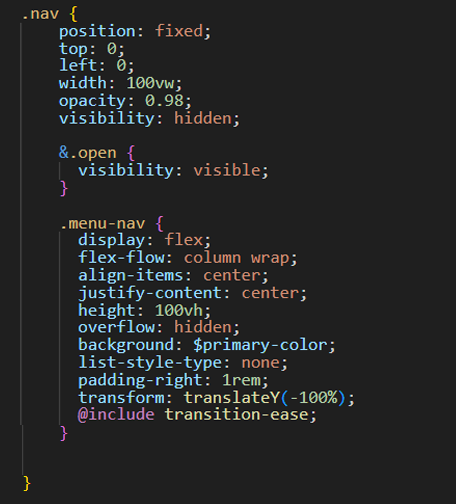 .nav {
position: fixed;
top: 0;
left: 0;
width: 100vw;
opacity: 0.98;
visibility: hidden;
&.open {
visibility: visible;
}
.menu-nav {
display: flex;
flex-flow: column wrap;
align-items: center;
justify-content: center;
height: 100vh;
overflow: hidden;
background: $primary-color;
list-style-type: none;
padding-right: 1rem;
transform: translateY(-100%);
@include transition-ease;
}
}